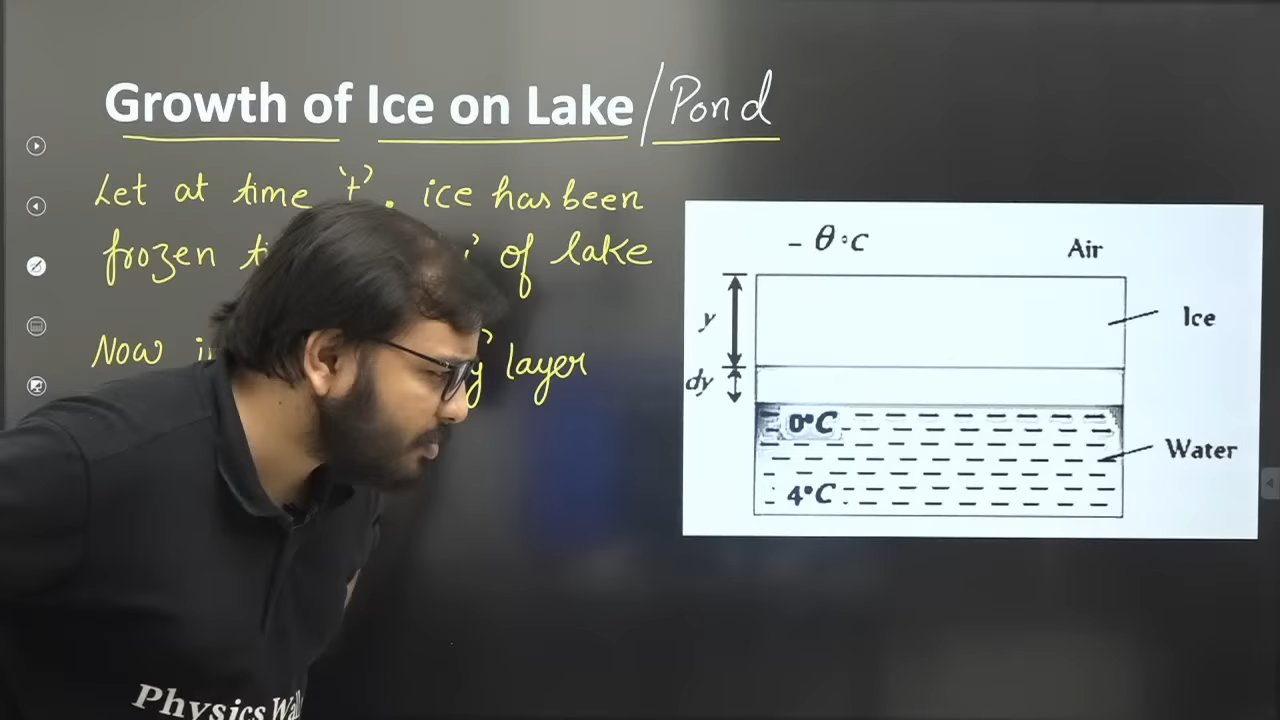 Growth of Ice on Lake/Pond
Let at time 't'. ice has been
frozen of lake
Now layer
- θ°C
Air
y
Ice
dy
0°C
Water
4°C
Physics Wal